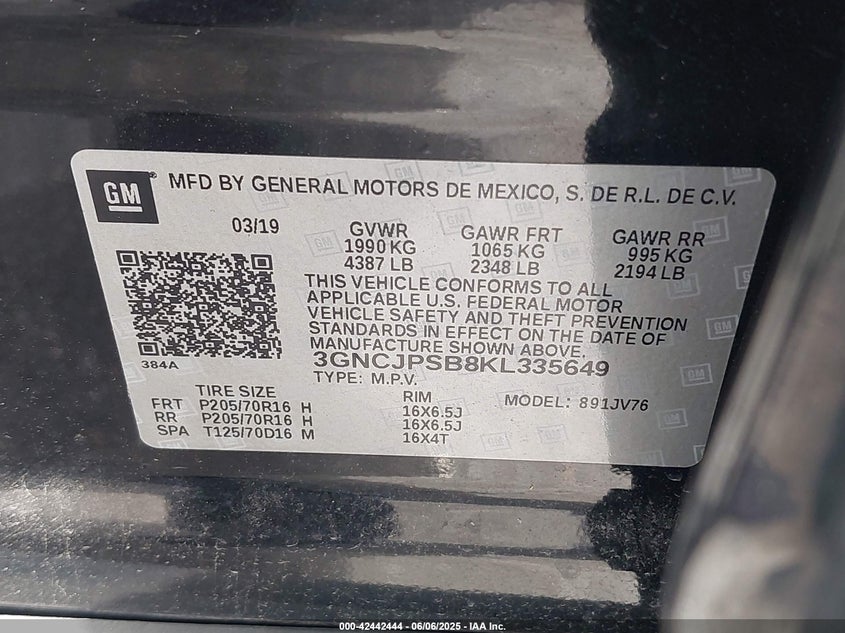 GM
MFD BY GENERAL MOTORS DE MEXICO, S. DE R.L. DE C.V.
03/19
GVWR
1990 KG
4387 LB
GAWR FRT
1065 KG
2348 LB
GAWR RR
995 KG
2194 LB
THIS VEHICLE CONFORMS TO ALL
APPLICABLE U.S. FEDERAL MOTOR
VEHICLE SAFETY AND THEFT PREVENTION
STANDARDS IN EFFECT ON THE DATE OF
MANUFACTURE SHOWN ABOVE.
384A
3GNCJPSB8KL335649
TYPE: M.P.V.
TIRE SIZE
FRT P205/70R16 H
RR P205/70R16 H
SPA T125/70D16 M
RIM
16X6.5J
16X6.5J
16X4T
MODEL: 891JV76
000-42442444 - 06/06/2025 - IAA Inc.